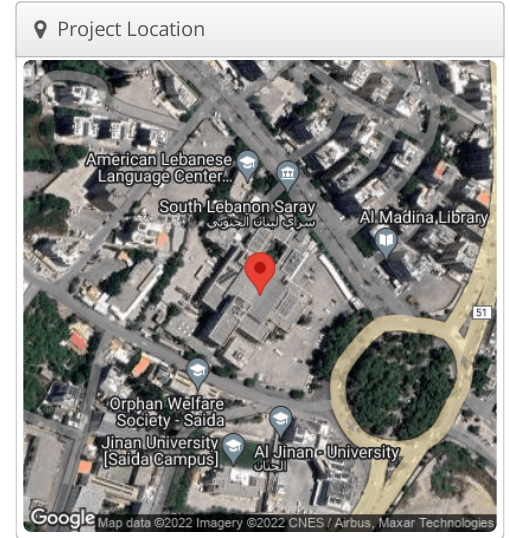 Project Location
American Lebanese
Language Center...
South Lebanon Saray
سراي لبنان الجنوبي
Al Madina Library
51
Orphan Welfare
Society - Saida
Jinan University
[Saida Campus]
Al Jinan - University
الجنان
Google
Map data ©2022 Imagery ©2022 CNES / Airbus, Maxar Technologies